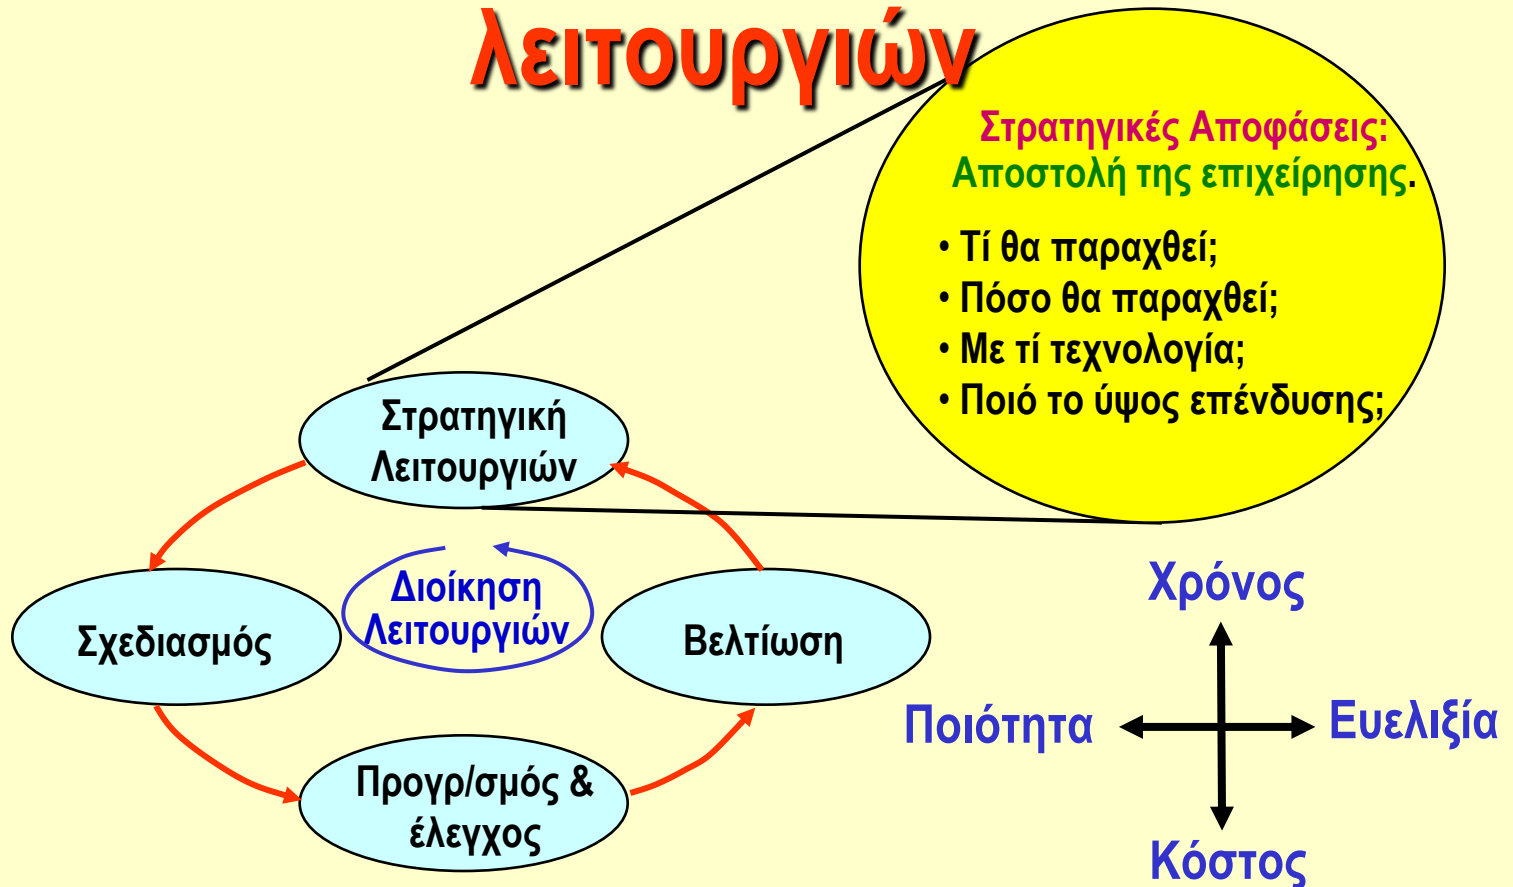 λειτουργιών
Στρατηγικές Αποφάσεις:
Αποστολή της επιχείρησης.
• Τί θα παραχθεί;
• Πόσο θα παραχθεί;
• Με τί τεχνολογία;
• Ποιό το ύψος επένδυσης;
Στρατηγική
Λειτουργιών
Διοίκηση
Λειτουργιών
Σχεδιασμός
Βελτίωση
Προγρ/σμός &
έλεγχος
Χρόνος
Ποιότητα
Ευελιξία
Κόστος